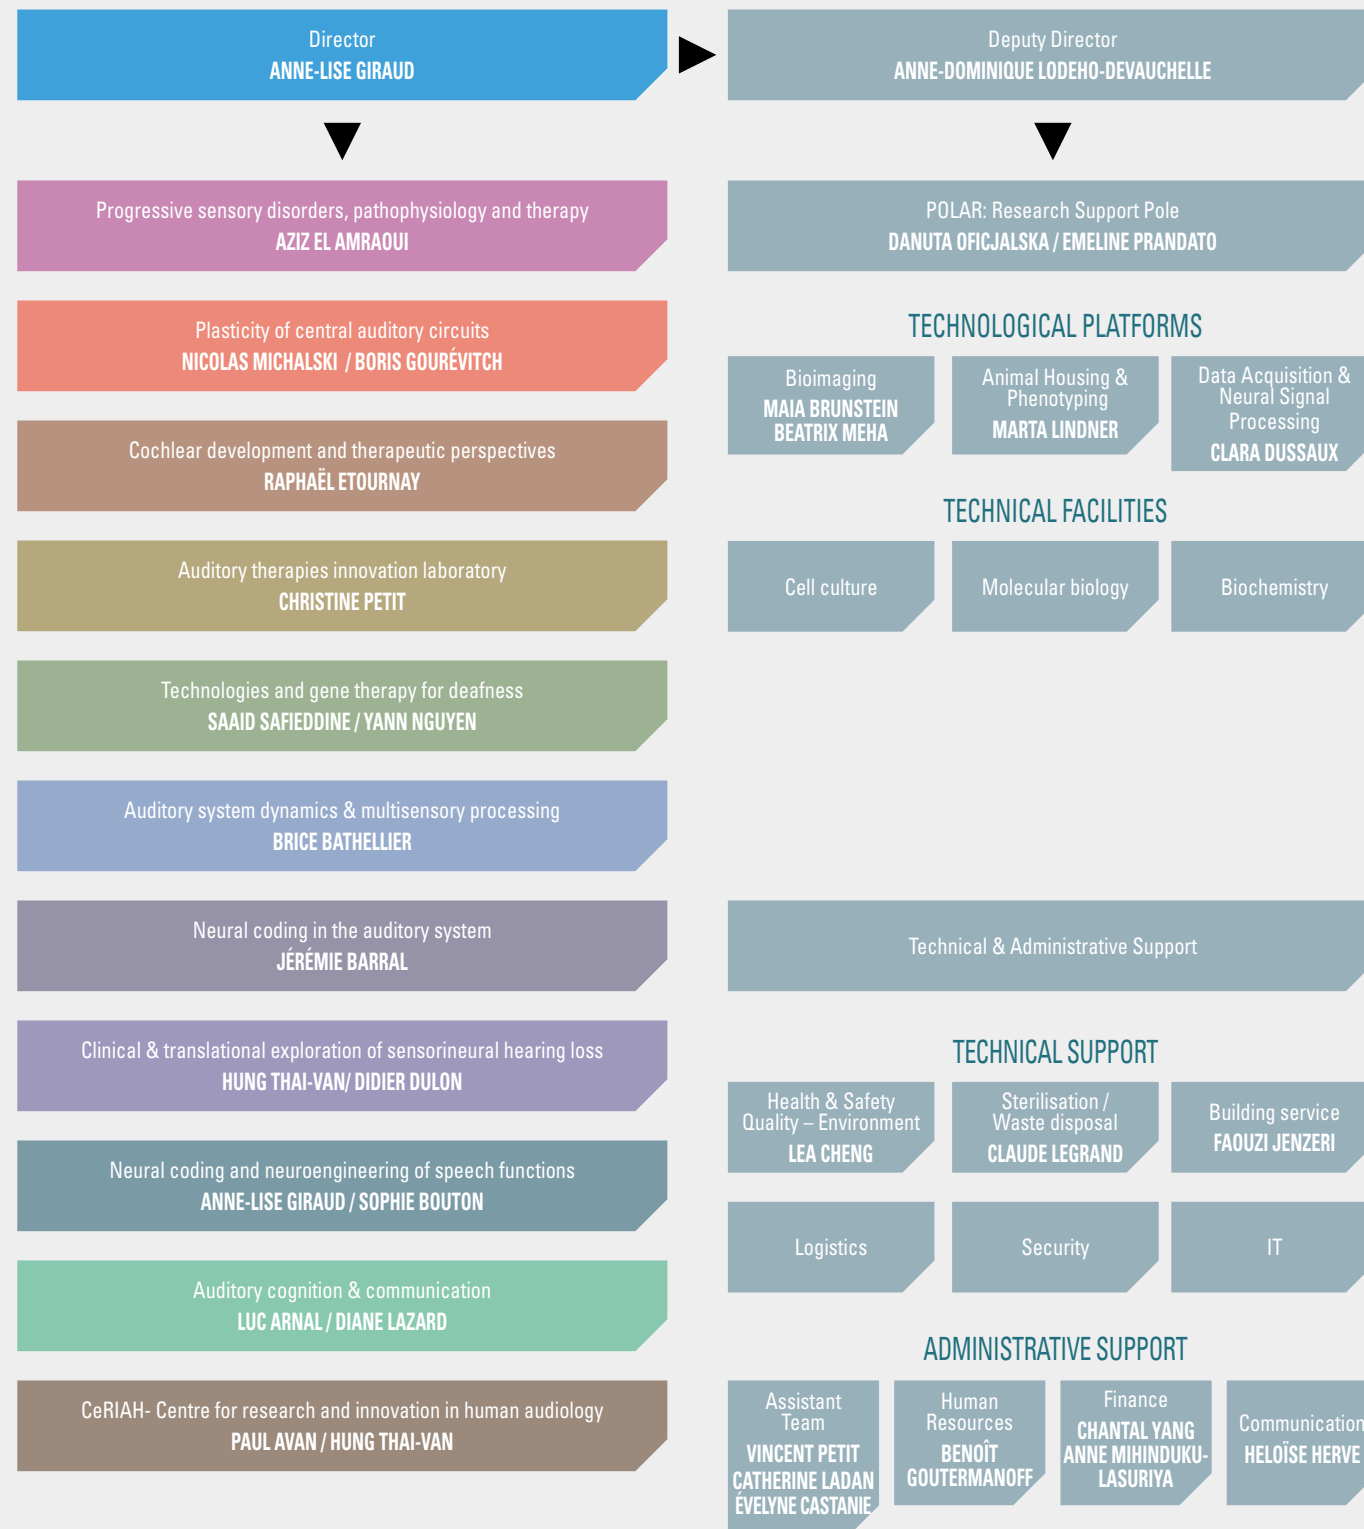 Director
ANNE-LISE GIRAUD
Deputy Director
ANNE-DOMINIQUE LODEHO-DEVAUCHELLE
Progressive sensory disorders, pathophysiology and therapy
AZIZ EL AMRAOUI
Plasticity of central auditory circuits
NICOLAS MICHALSKI / BORIS GOURÉVITCH
Cochlear development and therapeutic perspectives
RAPHAËL ETOURNAY
Auditory therapies innovation laboratory
CHRISTINE PETIT
Technologies and gene therapy for deafness
SAAID SAFIEDDINE / YANN NGUYEN
Auditory system dynamics & multisensory processing
BRICE BATHELLIER
Neural coding in the auditory system
JÉRÉMIE BARRAL
Clinical & translational exploration of sensorineural hearing loss
HUNG THAI-VAN/ DIDIER DULON
Neural coding and neuroengineering of speech functions
ANNE-LISE GIRAUD / SOPHIE BOUTON
Auditory cognition & communication
LUC ARNAL / DIANE LAZARD
CeRIAH- Centre for research and innovation in human audiology
PAUL AVAN / HUNG THAI-VAN
POLAR: Research Support Pole
DANUTA OFICJALSKA / EMELINE PRANDATO
TECHNOLOGICAL PLATFORMS
Bioimaging
MAIA BRUNSTEIN
BEATRIX MEHA
Animal Housing &
Phenotyping
MARTA LINDNER
Data Acquisition &
Neural Signal
Processing
CLARA DUSSAUX
TECHNICAL FACILITIES
Cell culture
Molecular biology
Biochemistry
Technical & Administrative Support
TECHNICAL SUPPORT
Health & Safety
Quality – Environment
LEA CHENG
Sterilisation /
Waste disposal
CLAUDE LEGRAND
Building service
FAOUZI JENZERI
Logistics
Security
IT
ADMINISTRATIVE SUPPORT
Assistant
Team
VINCENT PETIT
CATHERINE LADAN
ÉVELYNE CASTANIE
Human
Resources
BENOÎT
GOUTERMANOFF
Finance
CHANTAL YANG
ANNE MIHINDUKU-
LASURIYA
Communication
HELOÏSE HERVE